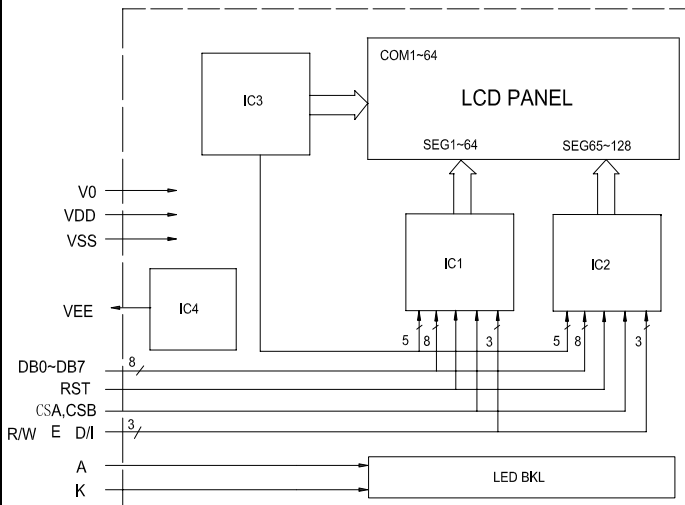 COM1~64
IC3
LCD PANEL
SEG1~64 SEG65~128
V0
VDD
VSS
IC1 IC2
IC4
VEE
5 8 3 5 8 3
DB0~DB7 8
RST
CSA,CSB
R/W E D/I 3
A
LED BKL
K